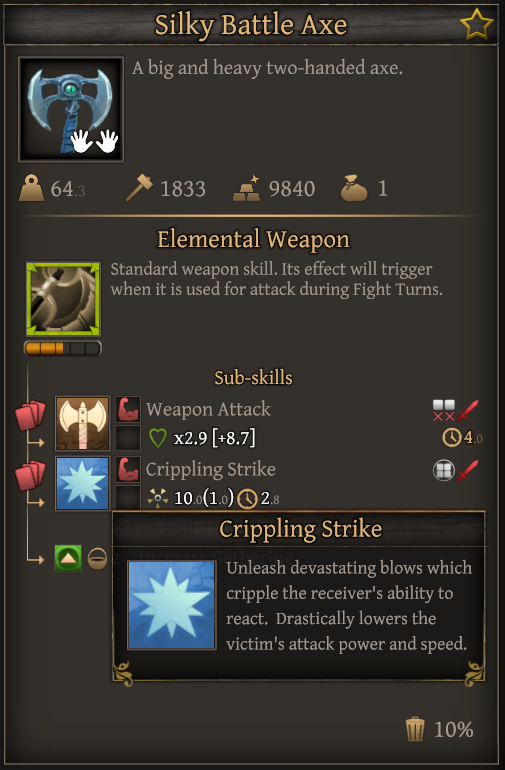 Silky Battle Axe
A big and heavy two-handed axe.
64.3 1833 9840 1
Elemental Weapon
Standard weapon skill. Its effect will trigger
when it is used for attack during Fight Turns.
Sub-skills
Weapon Attack
x2.9 [+8.7] 4.0
Crippling Strike
10.0(1.0) 2.8
Crippling Strike
Unleash devastating blows which
cripple the receiver's ability to
react. Drastically lowers the
victim's attack power and speed.
10%